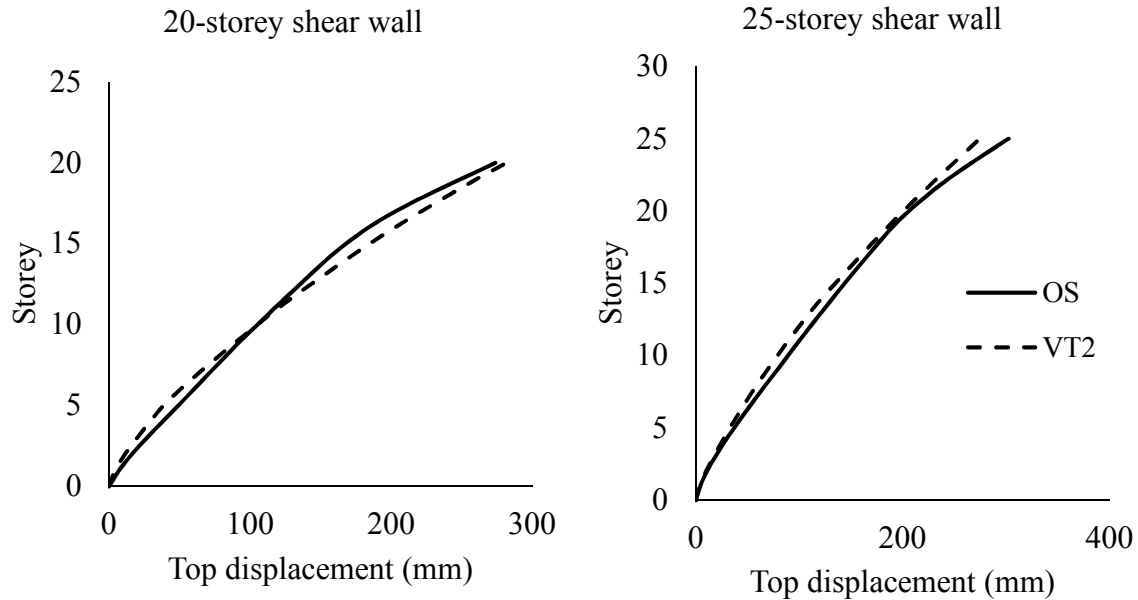 20-storey shear wall
25
20
15
10
5
0
Storey
0 100 200 300
Top displacement (mm)
25-storey shear wall
30
25
20
15
10
5
0
Storey
0 200 400
Top displacement (mm)
OS
VT2